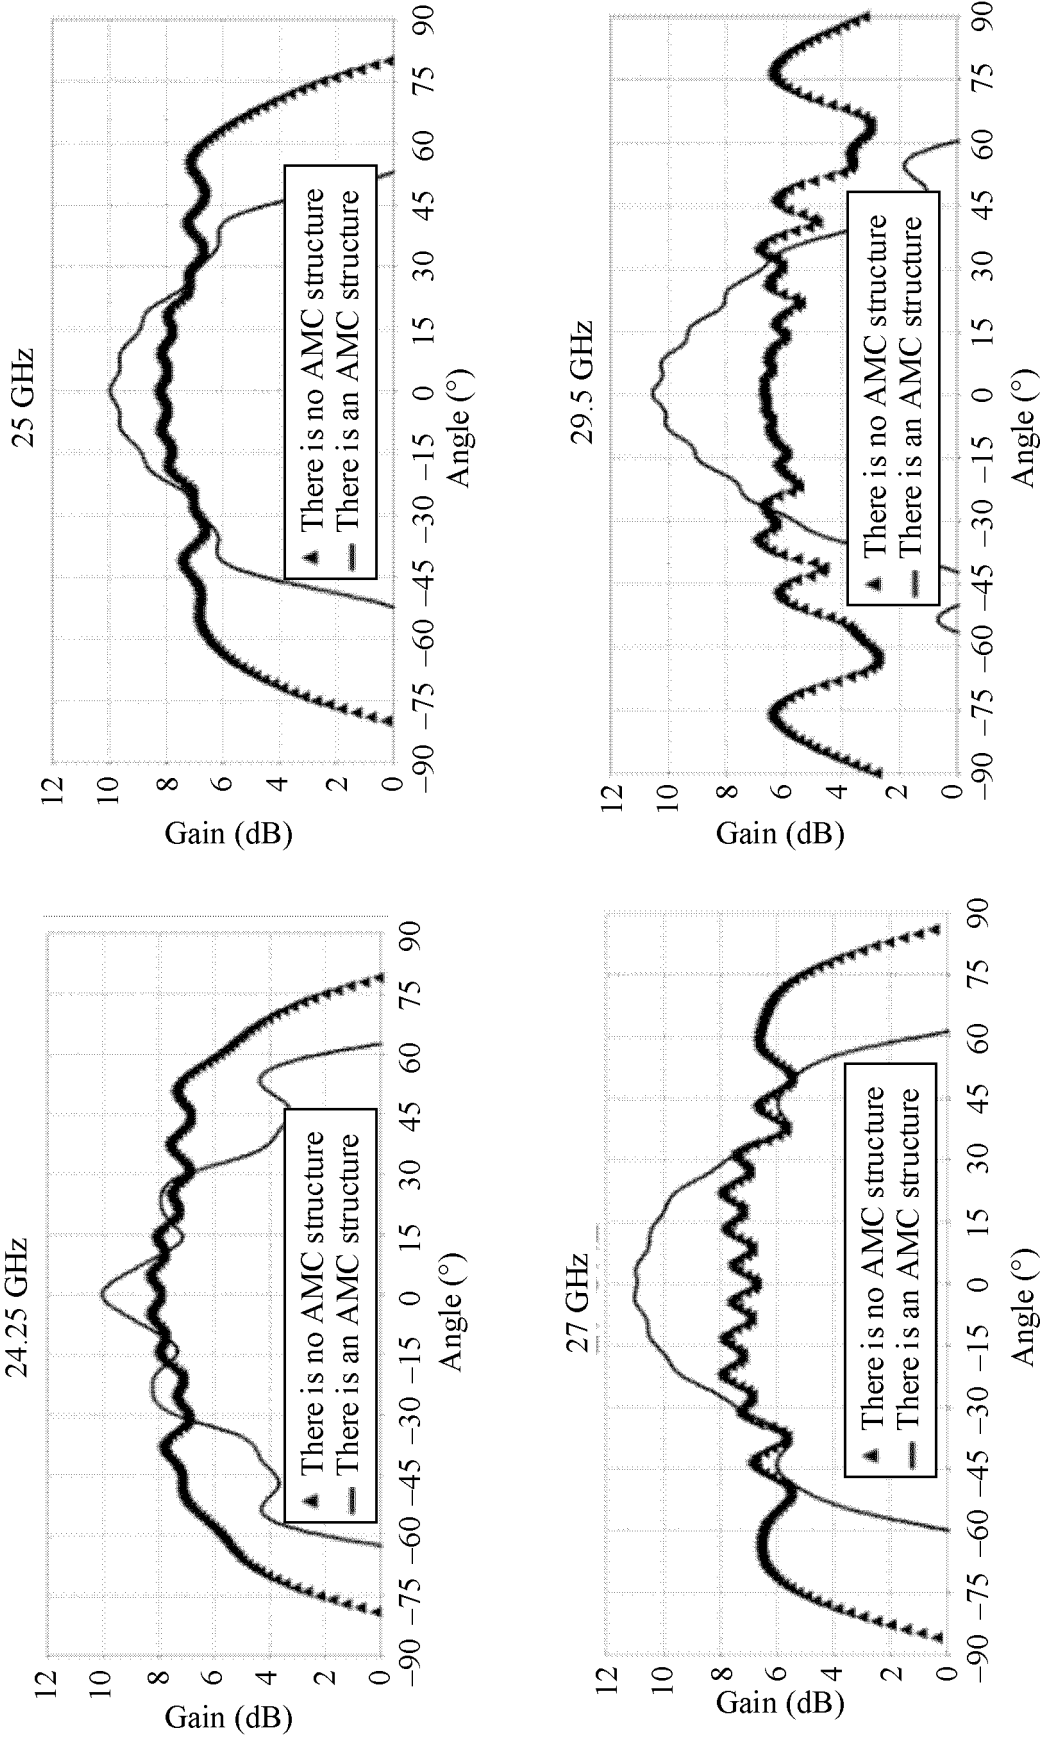 24.25 GHz
Gain (dB)
12
10
8
6
4
2
0
−90 −75 −60 −45 −30 −15 0 15 30 45 60 75 90
Angle (°)
There is no AMC structure
There is an AMC structure
25 GHz
Gain (dB)
12
10
8
6
4
2
0
−90 −75 −60 −45 −30 −15 0 15 30 45 60 75 90
Angle (°)
There is no AMC structure
There is an AMC structure
27 GHz
Gain (dB)
12
10
8
6
4
2
0
−90 −75 −60 −45 −30 −15 0 15 30 45 60 75 90
Angle (°)
There is no AMC structure
There is an AMC structure
29.5 GHz
Gain (dB)
12
10
8
6
4
2
0
−90 −75 −60 −45 −30 −15 0 15 30 45 60 75 90
Angle (°)
There is no AMC structure
There is an AMC structure